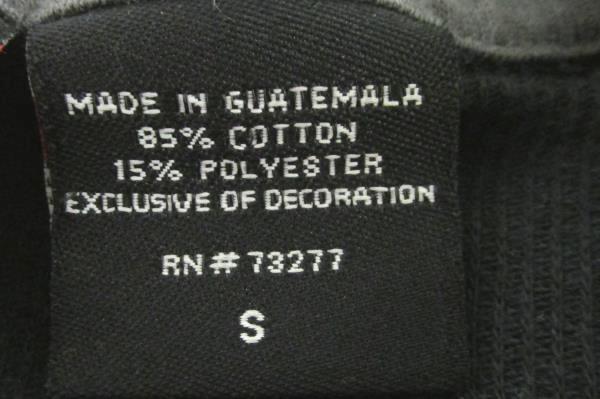 MADE IN GUATEMALA
85% COTTON
15% POLYESTER
EXCLUSIVE OF DECORATION
RN# 73277
S